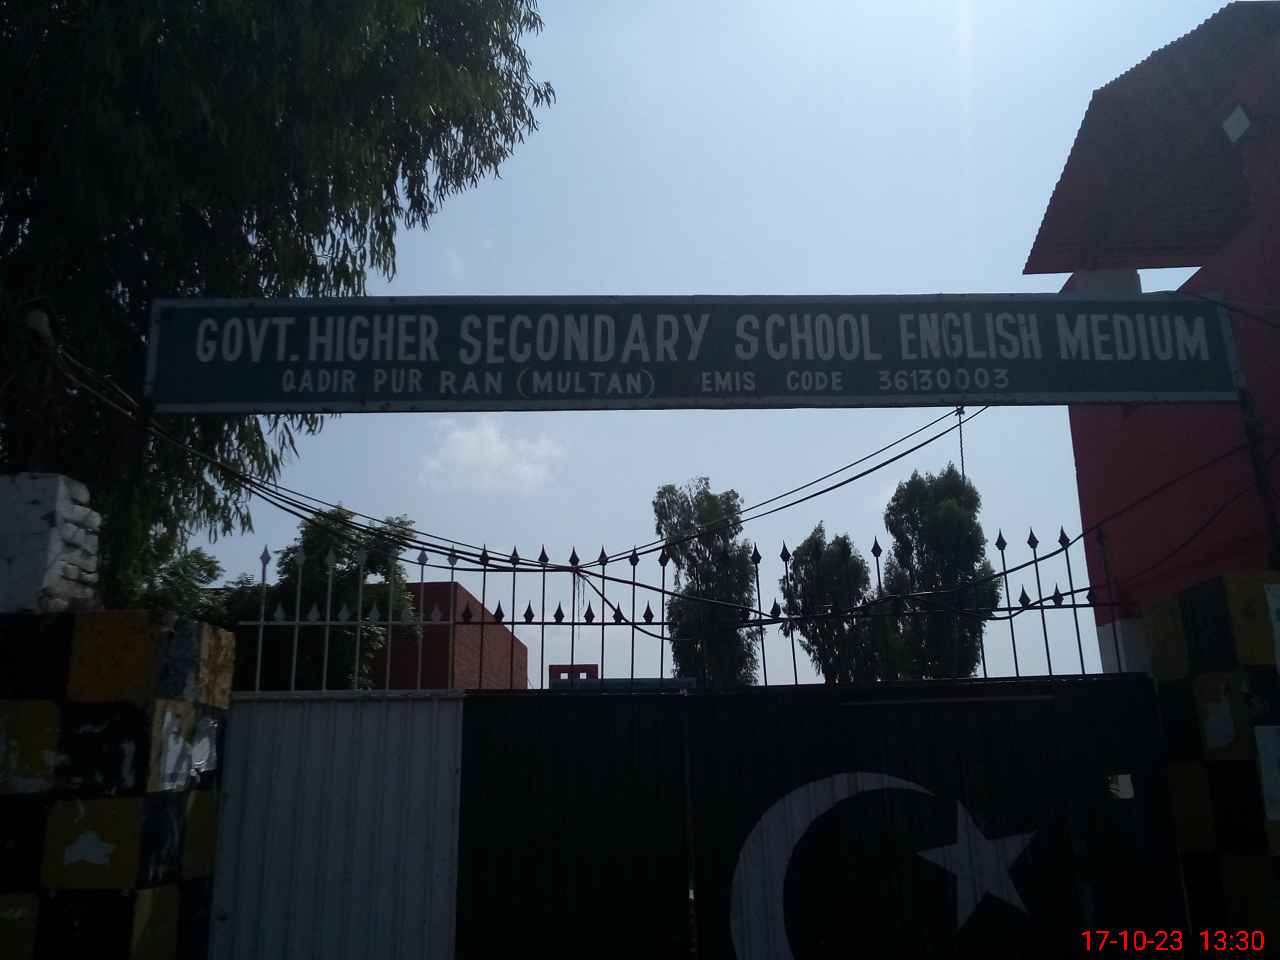 GOVT. HIGHER SECONDARY SCHOOL ENGLISH MEDIUM
QADIR PUR RAN (MULTAN) EMIS CODE 36130003
17-10-23 13:30